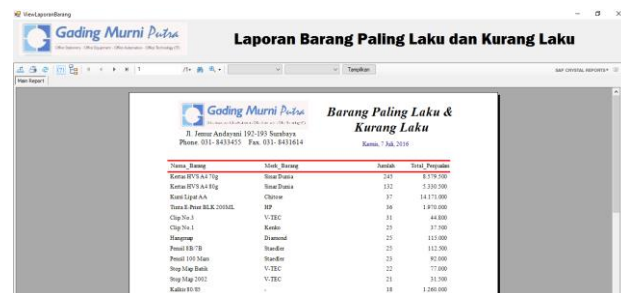 ViewLaporanBarang
Gading Murni Putra
Laporan Barang Paling Laku dan Kurang Laku
1
Tampilkan
SAP CRYSTAL REPORTS
Main Report
Gading Murni Putra
Barang Paling Laku &
Kurang Laku
Jl. Jemur Andayani 192-193 Surabaya
Phone. 031- 8433455 Fax. 031- 8431614
Kamis, 7 Juli, 2016
Nama_Barang Merk_Barang Jumlah Total_Penjualan
Kertas HVS A4 70g Sinar Dunia 245 8.579.500
Kertas HVS A4 80g Sinar Dunia 132 5.330.500
Kursi Lipat AA Chitose 37 14.171.000
Tinta E-Print BLK 200ML HP 36 1.970.000
Clip No.3 V-TEC 31 44.800
Clip No.1 Kenko 25 37.500
Hangmap Diamond 25 115.000
Pensil 8B/7B Staedler 25 112.500
Pensil 100 Mars Staedler 23 92.000
Stop Map Batik V-TEC 22 77.000
Stop Map 2002 V-TEC 21 31.500
Kalkir 80/85 - 18 1.260.000